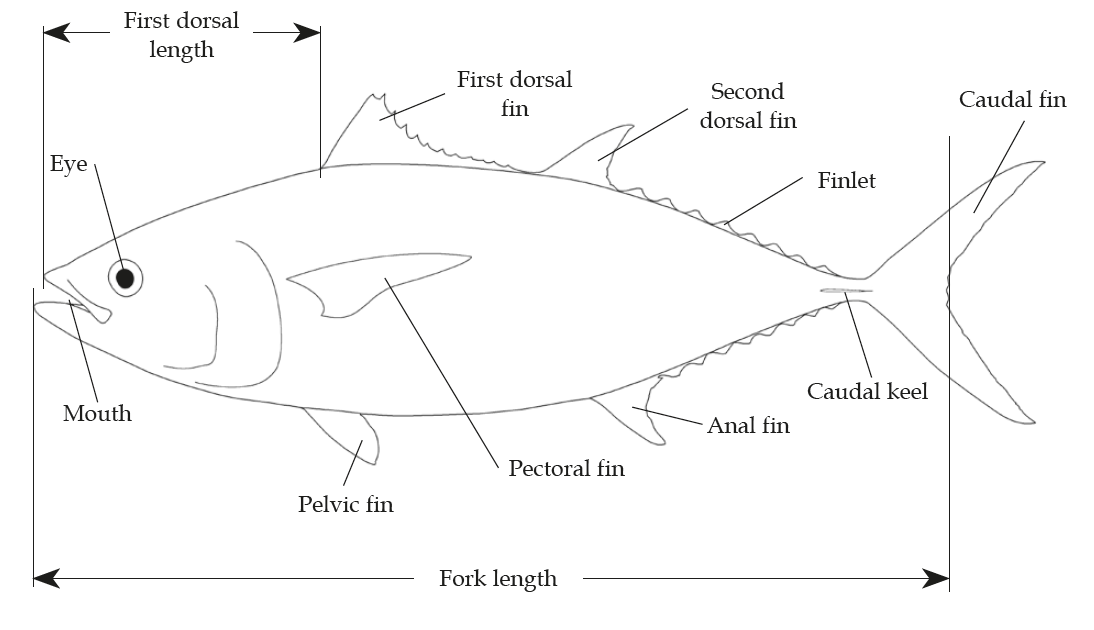 First dorsal
length
First dorsal
fin
Second
dorsal fin
Caudal fin
Eye
Finlet
Mouth
Caudal keel
Anal fin
Pectoral fin
Pelvic fin
Fork length